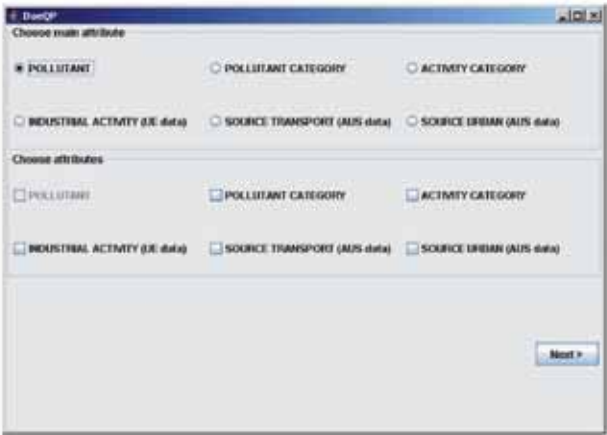 DaeQP
Choose main attribute
POLLUTANT POLLUTANT CATEGORY ACTIVITY CATEGORY
INDUSTRIAL ACTIVITY (UE data) SOURCE TRANSPORT (AUS data) SOURCE URBAN (AUS data)
Choose attributes
POLLUTANT POLLUTANT CATEGORY ACTIVITY CATEGORY
INDUSTRIAL ACTIVITY (UE data) SOURCE TRANSPORT (AUS data) SOURCE URBAN (AUS data)
Next >